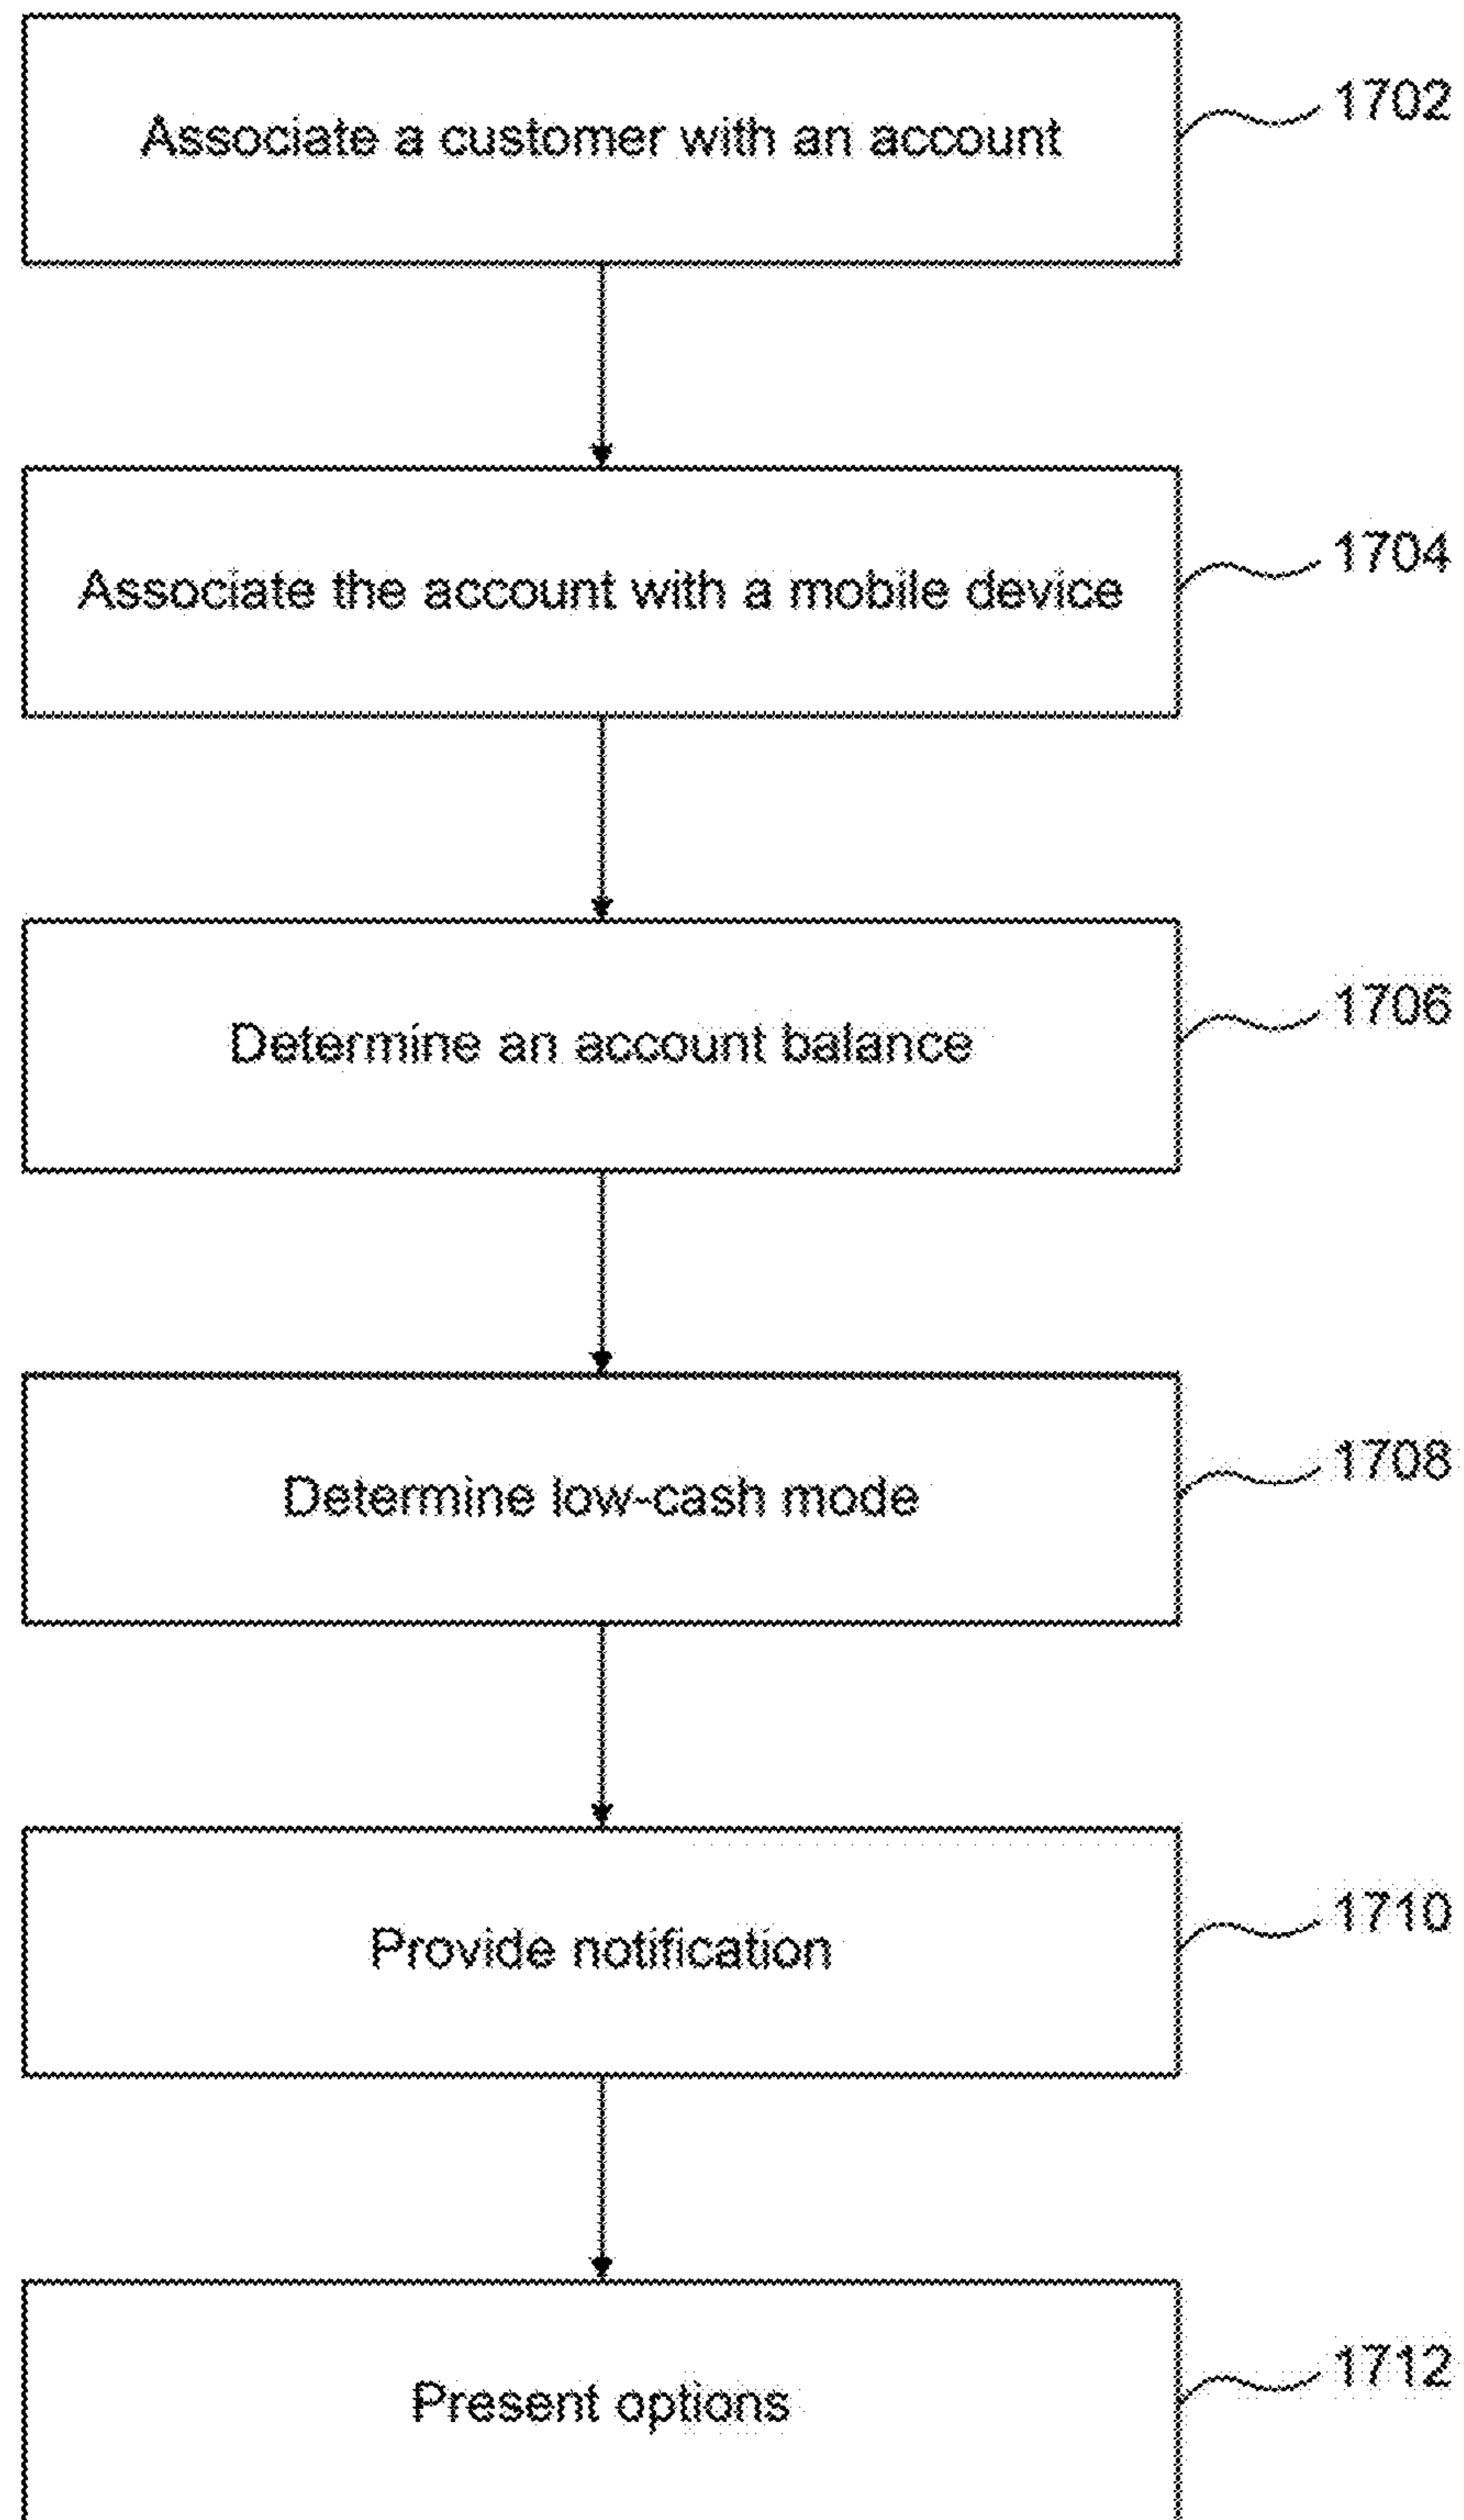 Associate a customer with an account
1702
Associate the account with a mobile device
1704
Determine an account balance
1706
Determine low-cash mode
1708
Provide notification
1710
Present options
1712